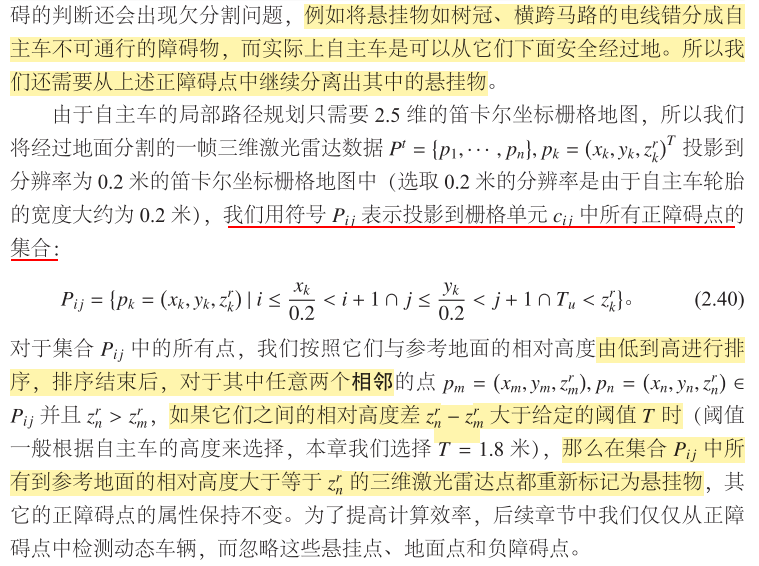 碍的判断还会出现欠分割问题，例如将悬挂物如树冠、横跨马路的电线错分成自
主车不可通行的障碍物，而实际上自主车是可以从它们下面安全经过地。所以我
们还需要从上述正障碍点中继续分离出其中的悬挂物。
由于自主车的局部路径规划只需要 2.5 维的笛卡尔坐标栅格地图，所以我们
将经过地面分割的一帧三维激光雷达数据 P^t = {p_1, ⋯ , p_n}, p_k = (x_k, y_k, z_k^r)^T 投影到
分辨率为 0.2 米的笛卡尔坐标栅格地图中（选取 0.2 米的分辨率是由于自主车轮胎
的宽度大约为 0.2 米），我们用符号 P_{ij} 表示投影到栅格单元 c_{ij} 中所有正障碍点的
集合：
P_{ij} = {p_k = (x_k, y_k, z_k^r) | i ≤ x_k/0.2 < i + 1 ∩ j ≤ y_k/0.2 < j + 1 ∩ T_u < z_k^r}。 (2.40)
对于集合 P_{ij} 中的所有点，我们按照它们与参考地面的相对高度由低到高进行排
序，排序结束后，对于其中任意两个相邻的点 p_m = (x_m, y_m, z_m^r), p_n = (x_n, y_n, z_n^r) ∈
P_{ij} 并且 z_n^r > z_m^r，如果它们之间的相对高度差 z_n^r − z_m^r 大于给定的阈值 T 时（阈值
一般根据自主车的高度来选择，本章我们选择 T = 1.8 米），那么在集合 P_{ij} 中所
有到参考地面的相对高度大于等于 z_n^r 的三维激光雷达点都重新标记为悬挂物，其
它的正障碍点的属性保持不变。为了提高计算效率，后续章节中我们仅仅从正障
碍点中检测动态车辆，而忽略这些悬挂点、地面点和负障碍点。